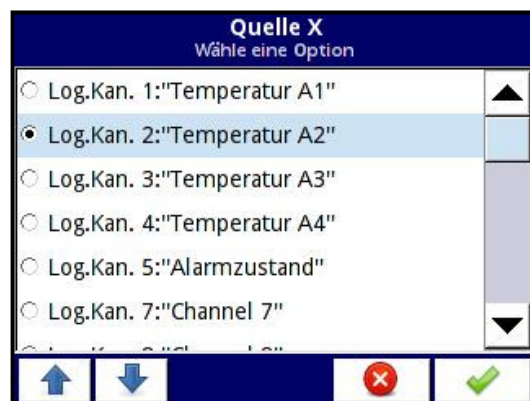 Quelle X
Wähle eine Option
Log.Kan. 1:"Temperatur A1"
Log.Kan. 2:"Temperatur A2"
Log.Kan. 3:"Temperatur A3"
Log.Kan. 4:"Temperatur A4"
Log.Kan. 5:"Alarmzustand"
Log.Kan. 7:"Channel 7"